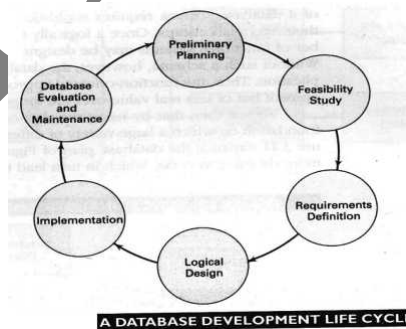 Preliminary
Planning
Feasibility
Study
Requirements
Definition
Logical
Design
Implementation
Database
Evaluation
and
Maintenance
A DATABASE DEVELOPMENT LIFE CYCL